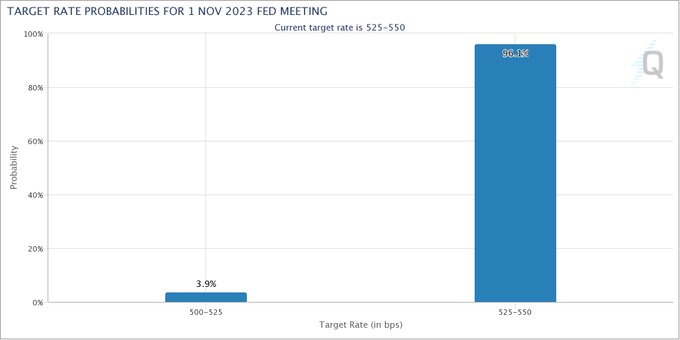 TARGET RATE PROBABILITIES FOR 1 NOV 2023 FED MEETING
Current target rate is 525-550
100%
96.1%
Q
80%
60%
Probability
40%
20%
3.9%
0%
500-525
525-550
Target Rate (in bps)